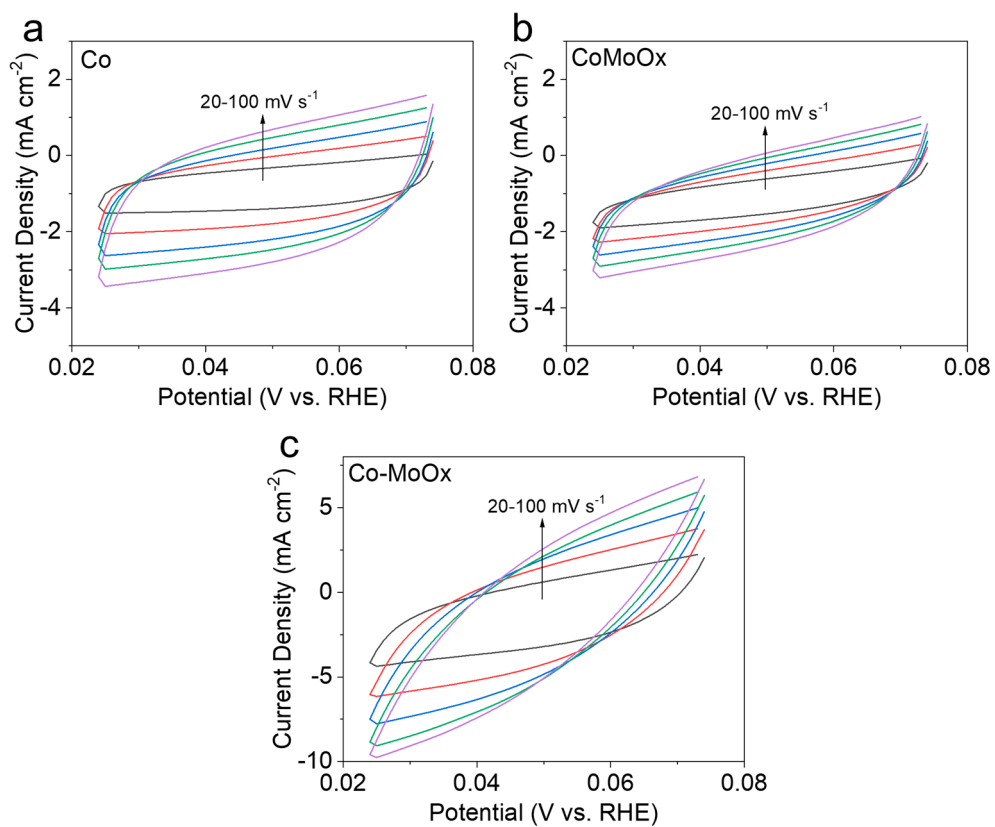 a
Co
20-100 mV s⁻¹
2
0
-2
-4
0.02
0.04
0.06
0.08
Current Density (mA cm⁻²)
Potential (V vs. RHE)
b
CoMoOx
20-100 mV s⁻¹
2
0
-2
-4
0.02
0.04
0.06
0.08
Current Density (mA cm⁻²)
Potential (V vs. RHE)
c
Co-MoOx
20-100 mV s⁻¹
5
0
-5
-10
0.02
0.04
0.06
0.08
Current Density (mA cm⁻²)
Potential (V vs. RHE)